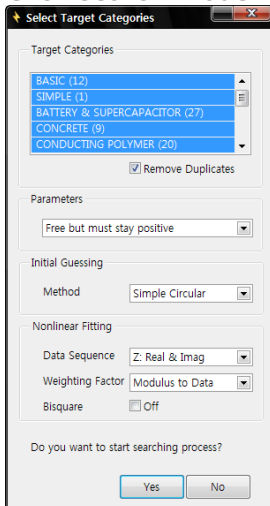 Select Target Categories
Target Categories
BASIC (12)
SIMPLE (1)
BATTERY & SUPERCAPACITOR (27)
CONCRETE (9)
CONDUCTING POLYMER (20)
Remove Duplicates
Parameters
Free but must stay positive
Initial Guessing
Method Simple Circular
Nonlinear Fitting
Data Sequence Z: Real & Imag
Weighting Factor Modulus to Data
Bisquare Off
Do you want to start searching process?
Yes No